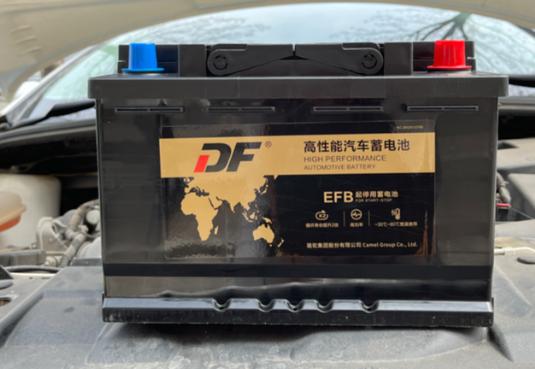 DF®
高性能汽车蓄电池
HIGH PERFORMANCE
AUTOMOTIVE BATTERY
EFB 起停用蓄电池
FOR START-STOP
骆驼集团股份有限公司 Camel Group Co., Ltd.